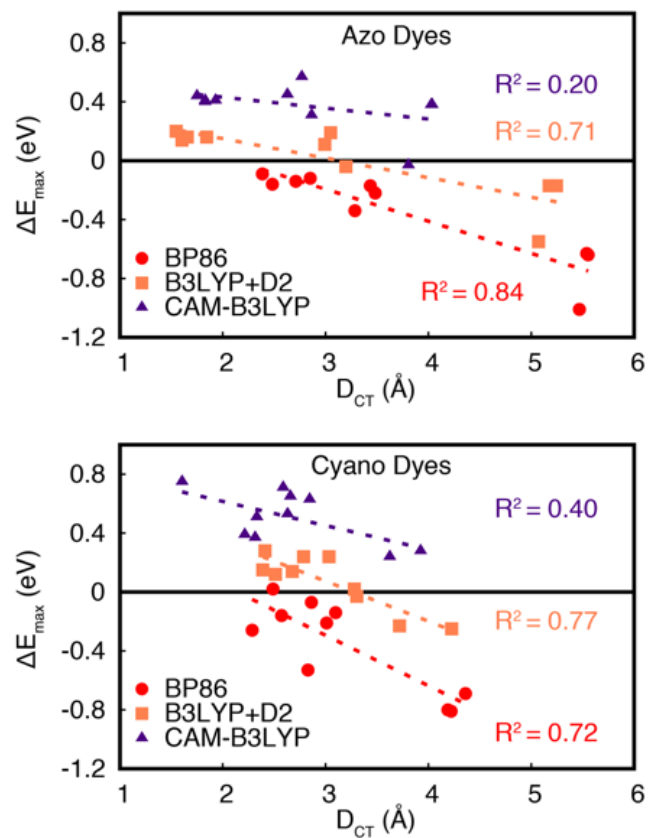 Azo Dyes
0.8
0.4
0
-0.4
-0.8
-1.2
ΔE_max (eV)
R² = 0.20
R² = 0.71
R² = 0.84
BP86
B3LYP+D2
CAM-B3LYP
1 2 3 4 5 6
D_CT (Å)
Cyano Dyes
0.8
0.4
0
-0.4
-0.8
-1.2
ΔE_max (eV)
R² = 0.40
R² = 0.77
R² = 0.72
BP86
B3LYP+D2
CAM-B3LYP
1 2 3 4 5 6
D_CT (Å)